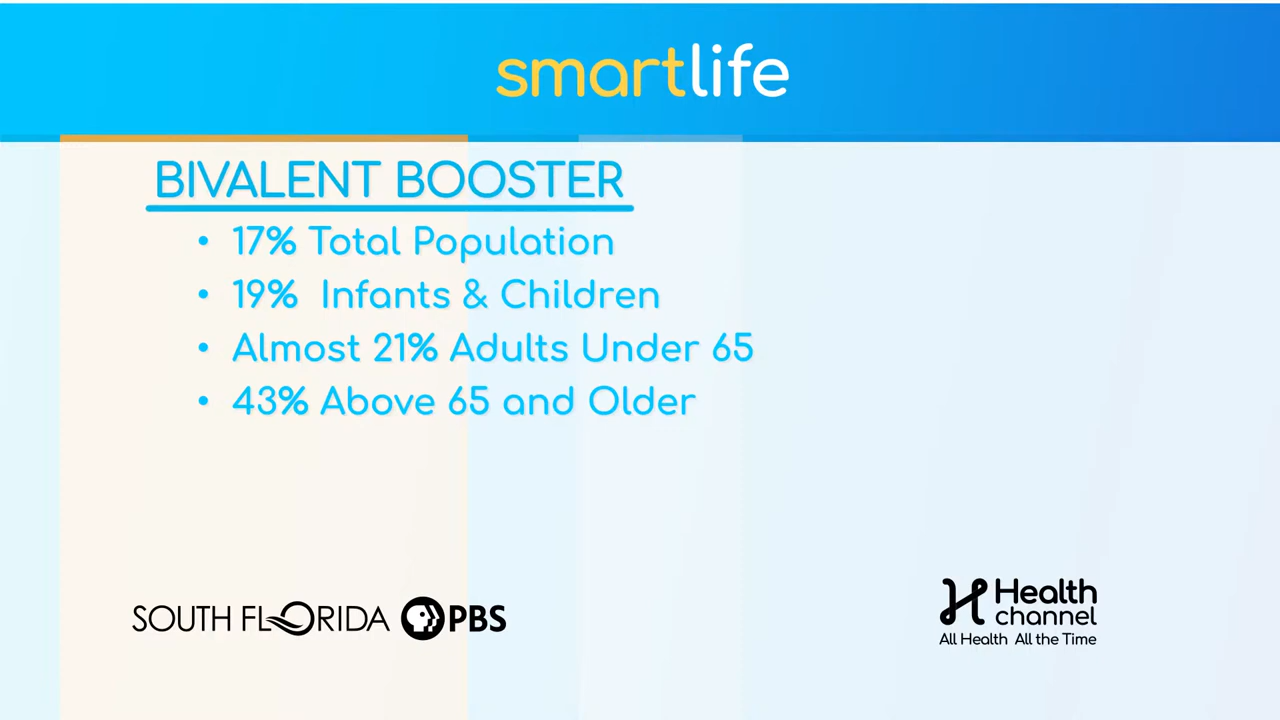 smartlife
BIVALENT BOOSTER
• 17% Total Population
• 19% Infants & Children
• Almost 21% Adults Under 65
• 43% Above 65 and Older
SOUTH FLORIDA PBS
Health
channel
All Health All the Time